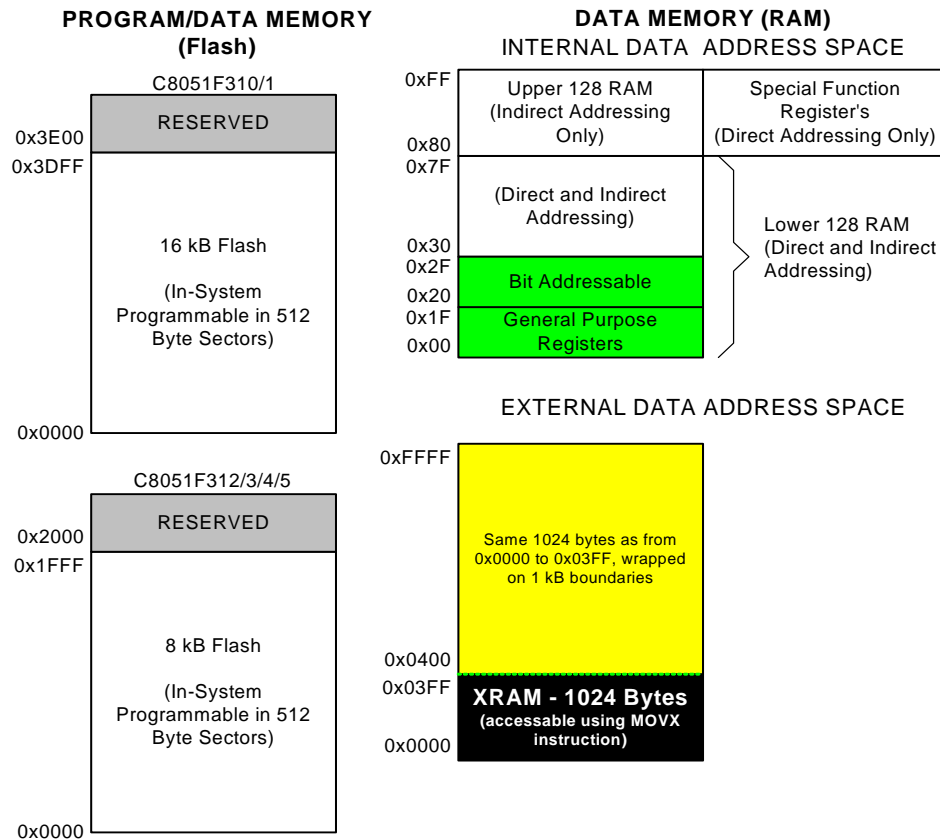 PROGRAM/DATA MEMORY
(Flash)
C8051F310/1
RESERVED
0x3E00
0x3DFF
16 kB Flash
(In-System
Programmable in 512
Byte Sectors)
0x0000
C8051F312/3/4/5
RESERVED
0x2000
0x1FFF
8 kB Flash
(In-System
Programmable in 512
Byte Sectors)
0x0000
DATA MEMORY (RAM)
INTERNAL DATA ADDRESS SPACE
0xFF
Upper 128 RAM
(Indirect Addressing
Only)
Special Function
Register's
(Direct Addressing Only)
0x80
0x7F
(Direct and Indirect
Addressing)
Lower 128 RAM
(Direct and Indirect
Addressing)
0x30
0x2F
Bit Addressable
0x20
0x1F
General Purpose
Registers
0x00
EXTERNAL DATA ADDRESS SPACE
0xFFFF
Same 1024 bytes as from
0x0000 to 0x03FF, wrapped
on 1 kB boundaries
0x0400
0x03FF
XRAM - 1024 Bytes
(accessable using MOVX
instruction)
0x0000